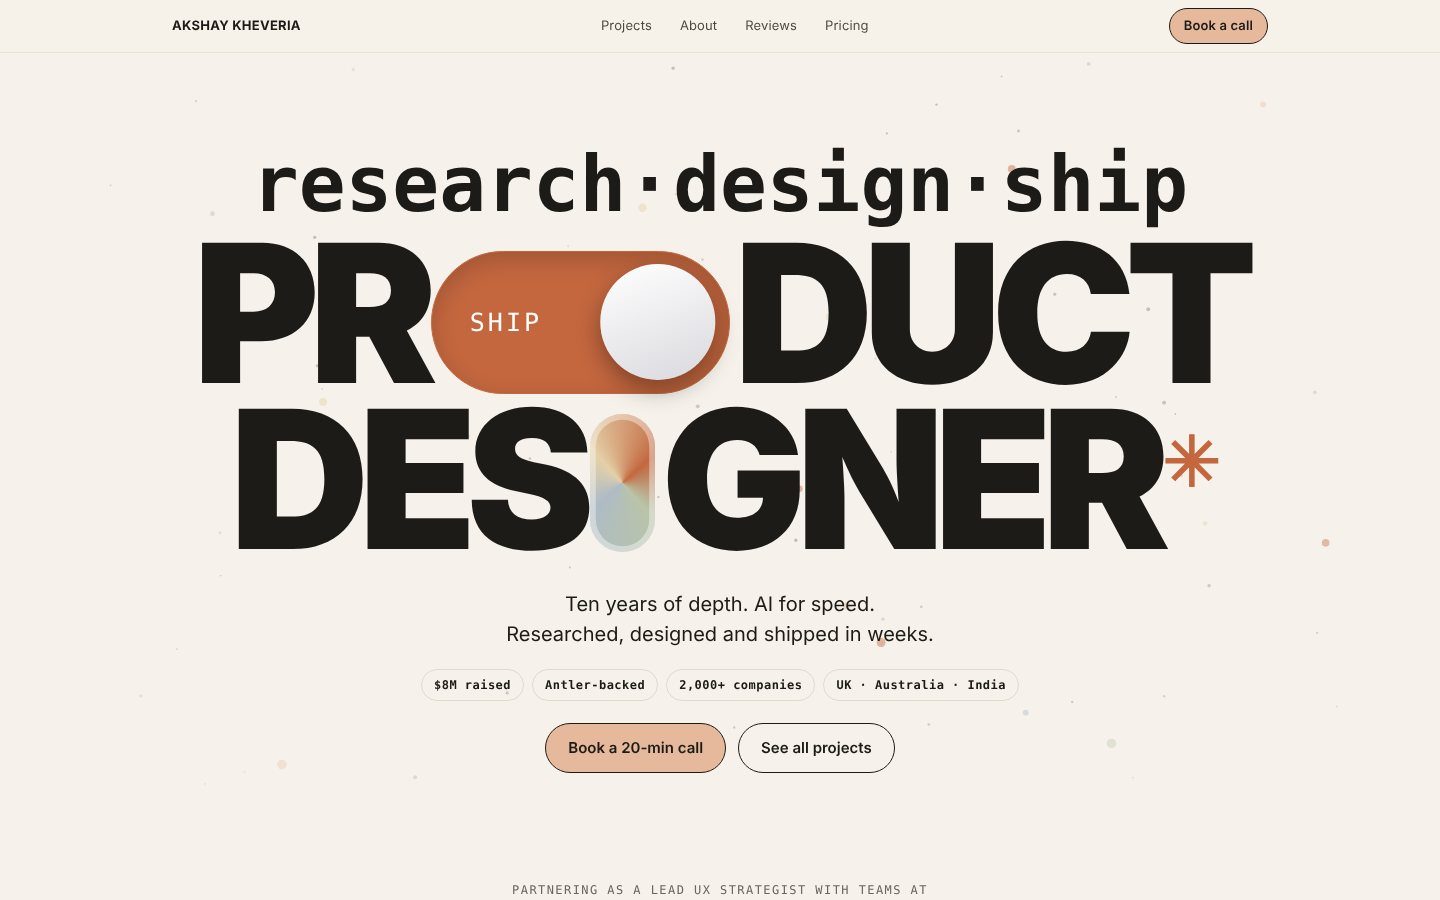 AKSHAY KHEVERIA
Projects About Reviews Pricing
Book a call
research·design·ship
PR SHIP DUCT
DES GNER*
Ten years of depth. AI for speed.
Researched, designed and shipped in weeks.
$8M raised
Antler-backed
2,000+ companies
UK · Australia · India
Book a 20-min call
See all projects
PARTNERING AS A LEAD UX STRATEGIST WITH TEAMS AT